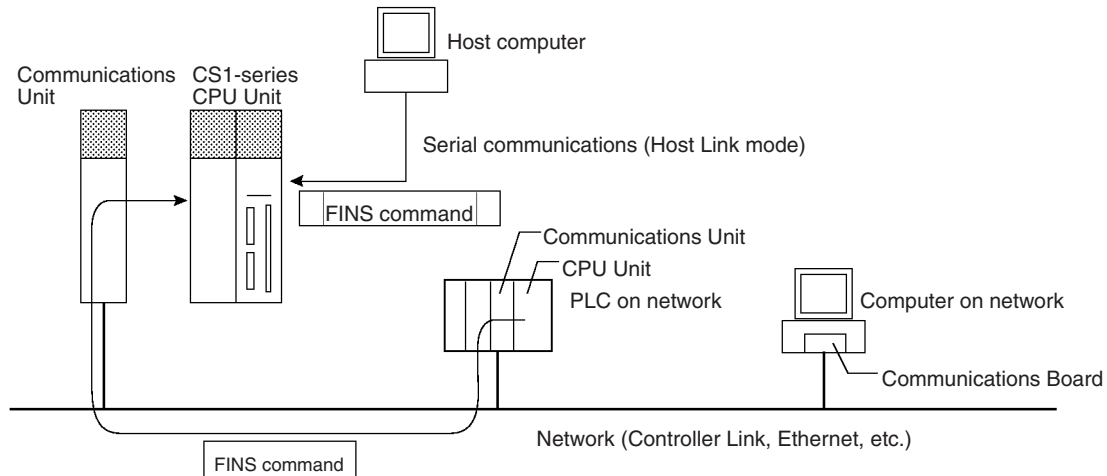 Host computer
Communications
Unit
CS1-series
CPU Unit
Serial communications (Host Link mode)
FINS command
Communications Unit
CPU Unit
PLC on network
Computer on network
Communications Board
Network (Controller Link, Ethernet, etc.)
FINS command